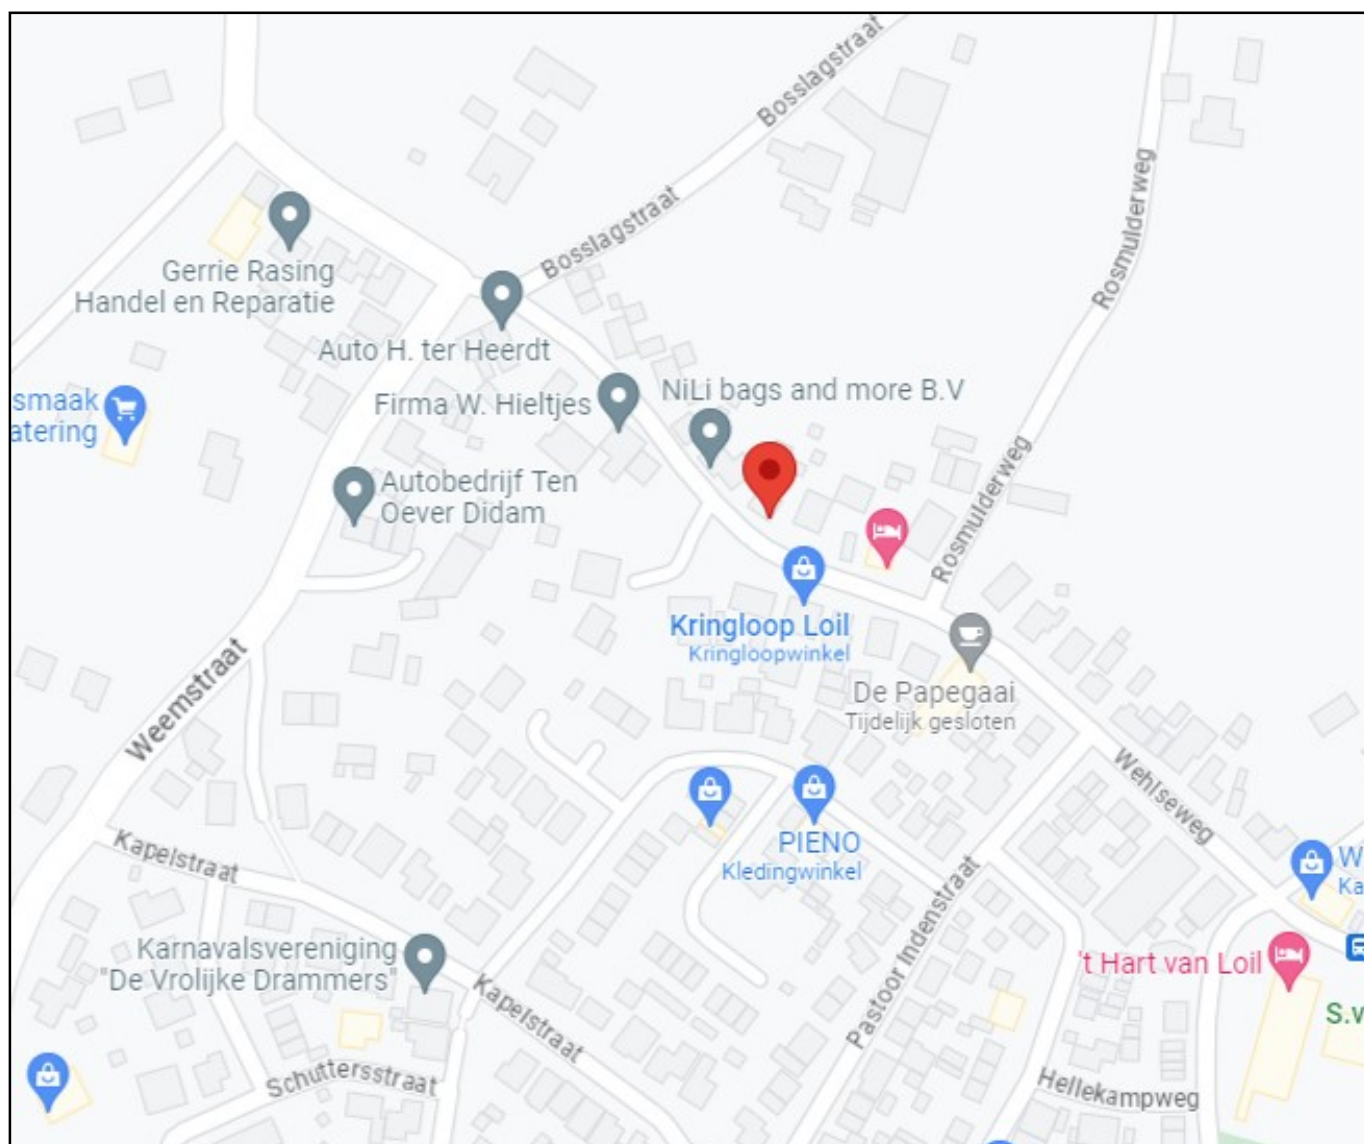 Bosslagstraat
Bosslagstraat
Rosmulderweg
Gerrie Rasing
Handel en Reparatie
Auto H. ter Heerdt
NiLi bags and more B.V
Firma W. Hieltjes
smaak
atering
Autobedrijf Ten
Oever Didam
Rosmulderweg
Kringloop Loil
Kringloopwinkel
Weemstraat
De Papegaai
Tijdelijk gesloten
Wehlseweg
PIENO
Kledingwinkel
Kapelstraat
W
Ka
Pastoor Indenstraat
Karnavalsvereniging
"De Vrolijke Drammers"
't Hart van Loil
Kapelstraat
S.v
Schuttersstraat
Hellekampweg